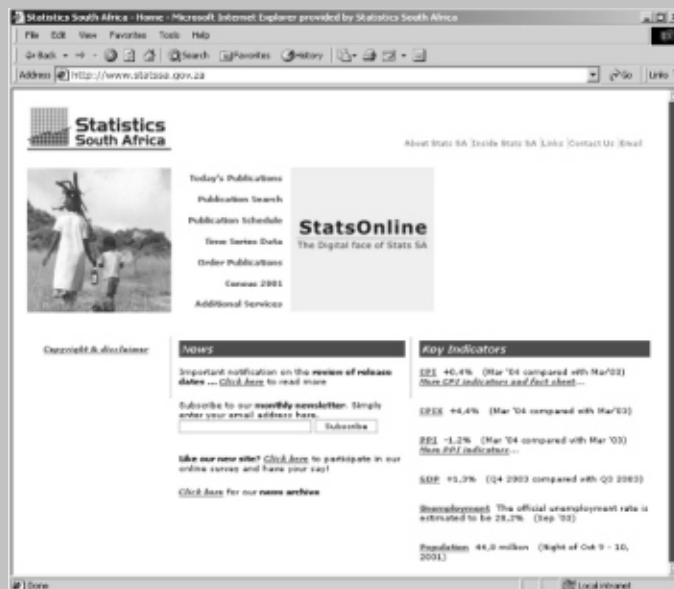 Statistics South Africa - Home - Microsoft Internet Explorer provided by Statistics South Africa
File Edit View Favorites Tools Help
Back Search Favorites History
Address http://www.statssa.gov.za Go Links
Statistics
South Africa
About Stats SA | Inside Stats SA | Links | Contact Us | Email
Today's Publications
Publication Search
Publication Schedule
Time Series Data
Order Publications
Census 2001
Additional Services
StatsOnline
The Digital face of Stats SA
Copyright & disclaimer
News
Important notification on the review of release
dates ... Click here to read more
Subscribe to our monthly newsletter. Simply
enter your email address here.
Subscribe
Like our new site? Click here to participate in our
online survey and have your say!
Click here for our news archive
Key Indicators
CPI +0,4% (Mar '04 compared with Mar'03)
More CPI indicators and fact sheet...
CPIX +4,4% (Mar '04 compared with Mar '03)
PPI -1,2% (Mar '04 compared with Mar '03)
More PPI indicators...
GDP +1,3% (Q4 2003 compared with Q3 2003)
Unemployment The official unemployment rate is
estimated to be 28,2% (Sep '03)
Population 44,8 million (Night of Oct 9 - 10,
2001)
Done
Local intranet